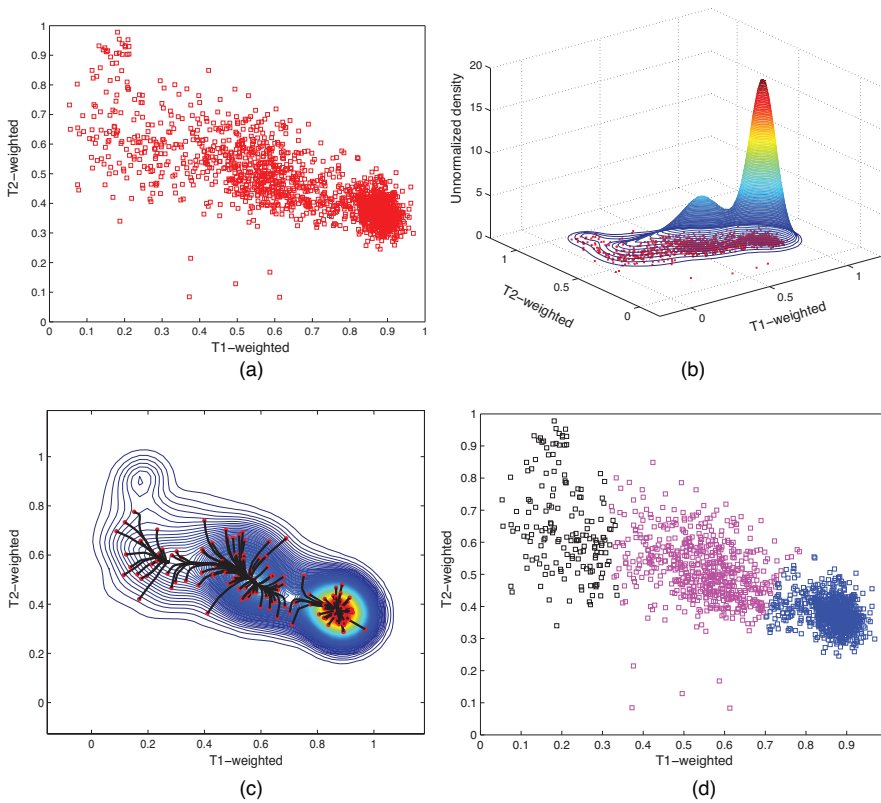 1
0.9
0.8
0.7
0.6
0.5
0.4
0.3
0.2
0.1
0
T2−weighted
0 0.1 0.2 0.3 0.4 0.5 0.6 0.7 0.8 0.9 1
T1−weighted
(a)
20
15
10
5
0
Unnormalized density
1
0.5
0
T2−weighted
0
0.5
1
T1−weighted
(b)
1
0.8
0.6
0.4
0.2
0
T2−weighted
0 0.2 0.4 0.6 0.8 1
T1−weighted
(c)
1
0.9
0.8
0.7
0.6
0.5
0.4
0.3
0.2
0.1
0
T2−weighted
0 0.1 0.2 0.3 0.4 0.5 0.6 0.7 0.8 0.9
T1−weighted
(d)